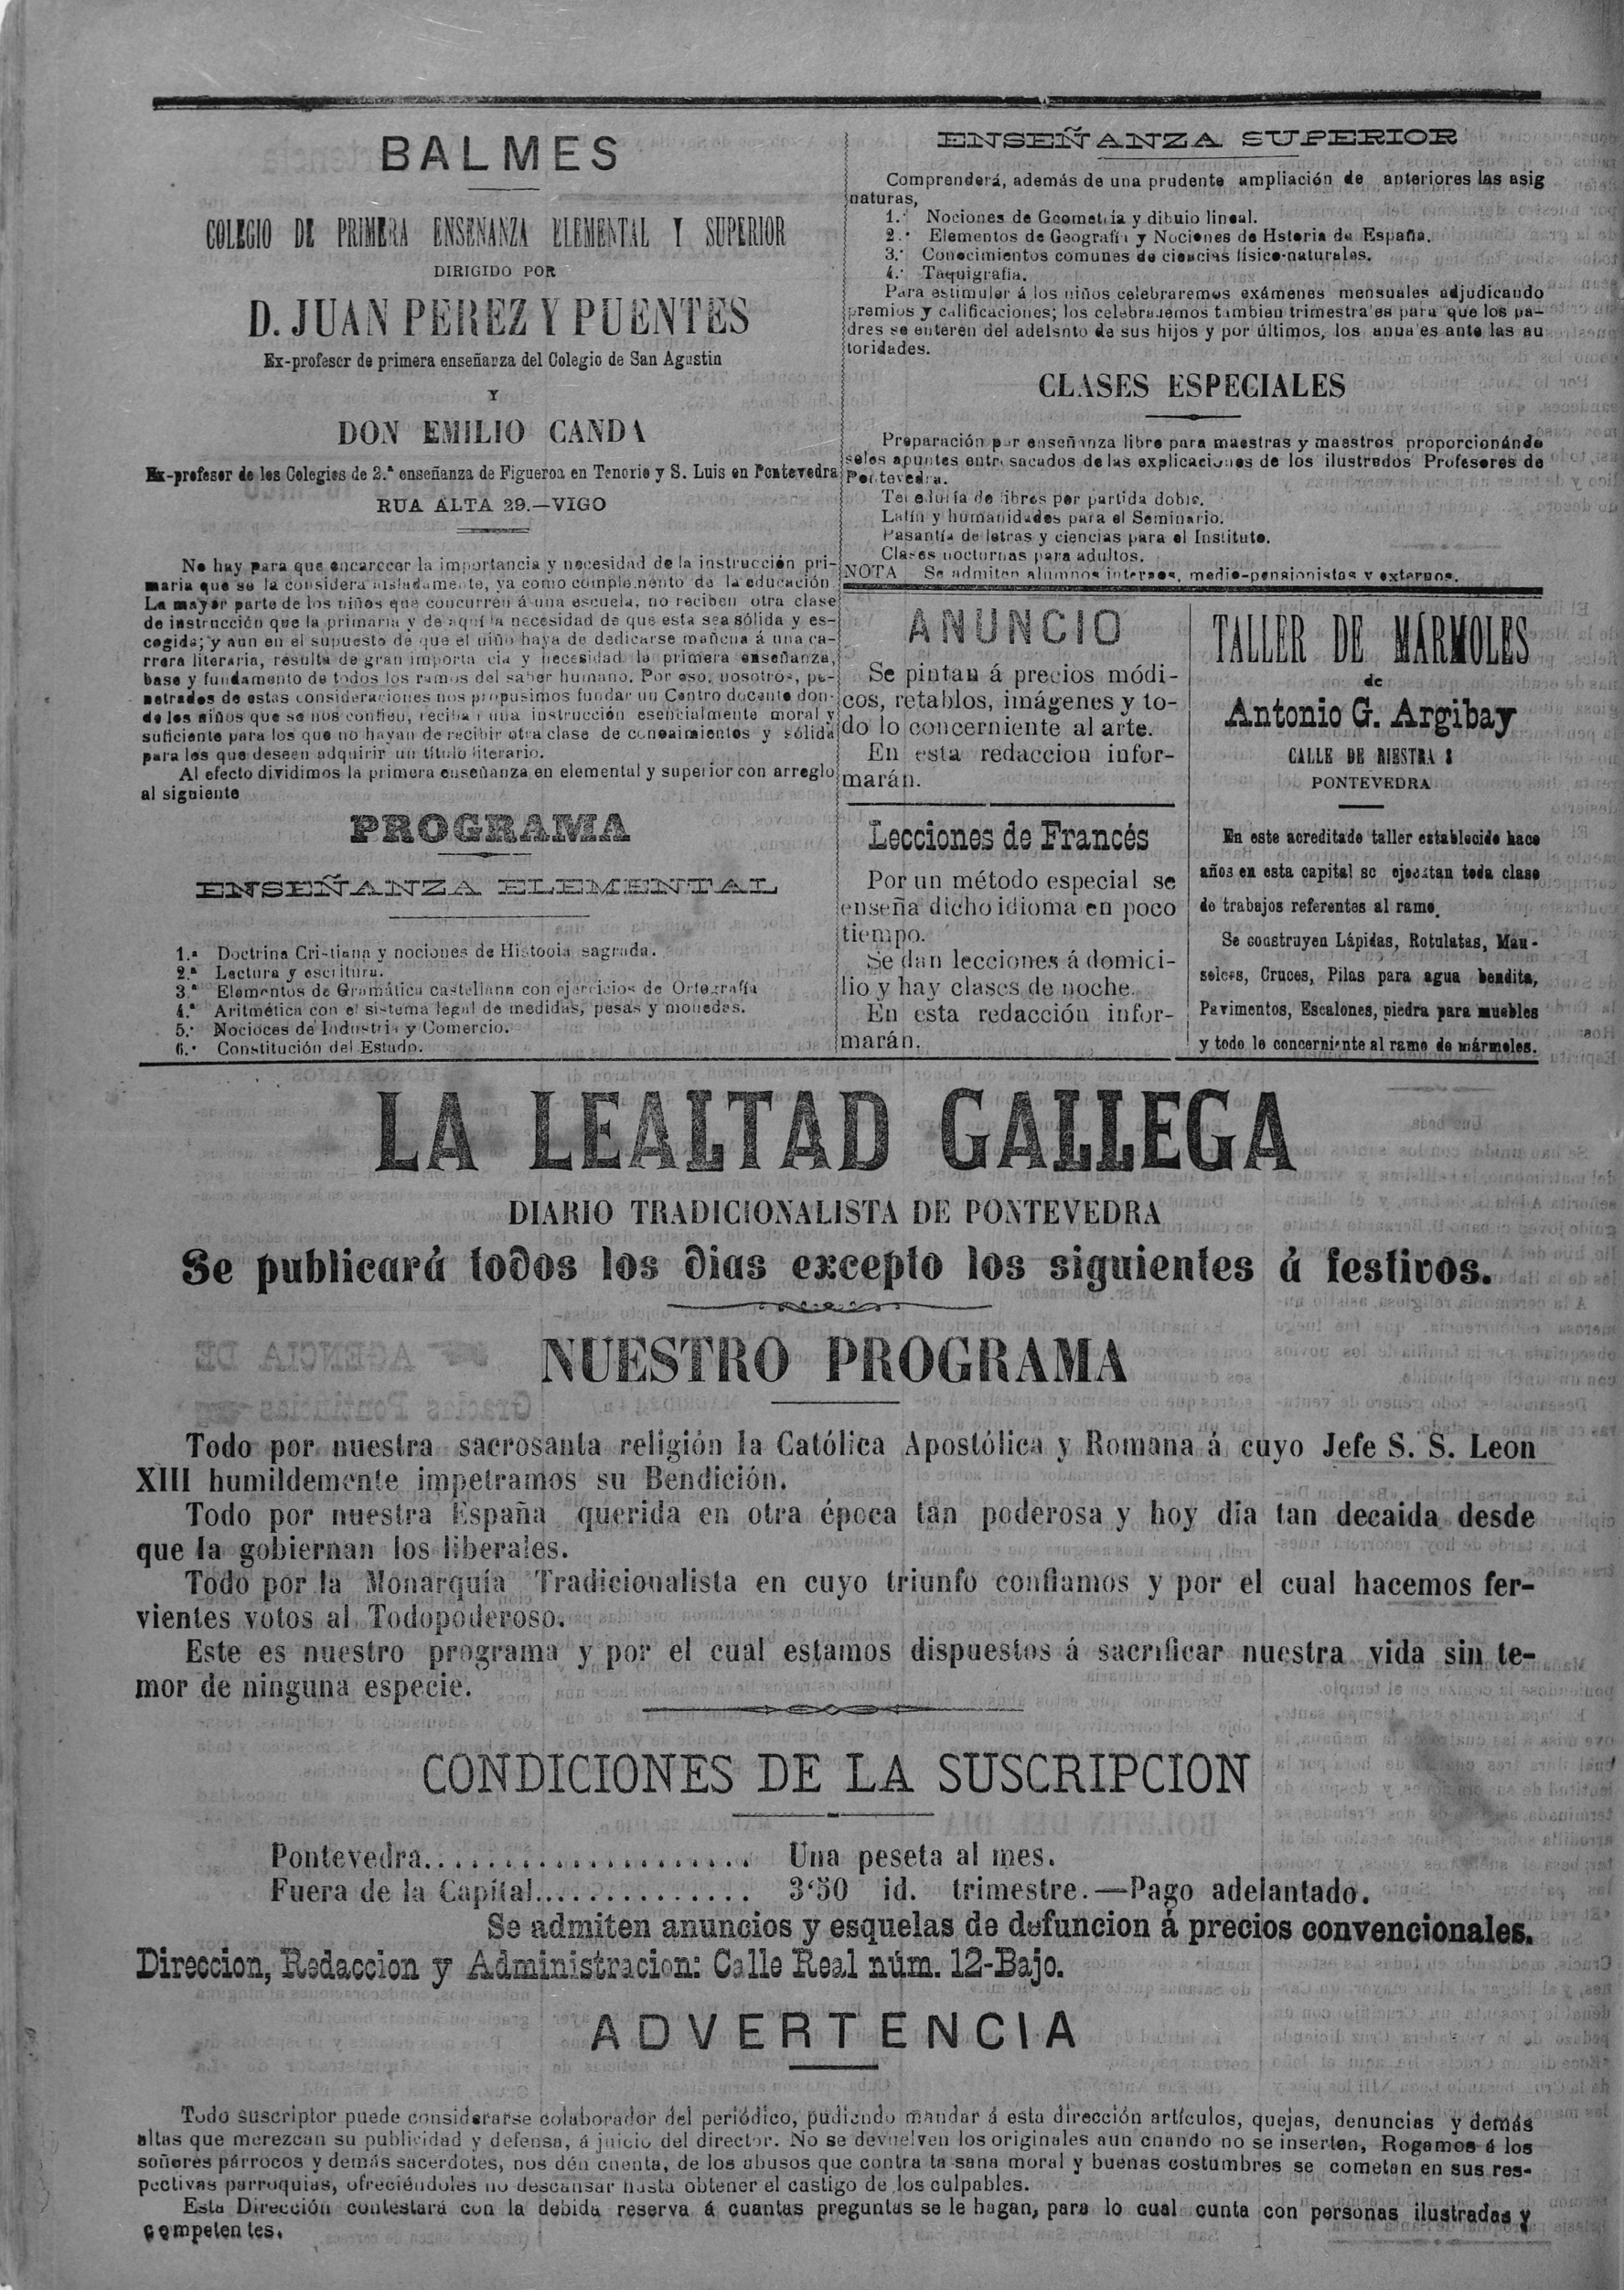 BALMES
COLEGIO DE PRIMERA ENSEÑANZA ELEMENTAL Y SUPERIOR
DIRIGIDO POR
D. JUAN PEREZ Y PUENTES
Ex-profesor de primera enseñanza del Colegio de San Agustin
Y
DON EMILIO CANDA
Ex-profesor de los Colegios de 2.ª enseñanza de Figueroa en Tenorio y S. Luis en Pontevedra
RUA ALTA 29.—VIGO
No hay para que encarecer la importancia y necesidad de la instrucción pri-
maria que se la considera aisladamente, ya como complemento de la educación
La mayor parte de los niños que concurren á una escuela, no reciben otra clase
de instrucción que la primaria y de aquí la necesidad de que esta sea sólida y es-
cogida; y aun en el supuesto de que el niño haya de dedicarse mañcna á una ca-
rrera literaria, resulta de gran importa cia y necesidad la primera enseñanza,
base y fundamento de todos los ramos del saber humano. Por eso, nosotros, pe-
netrados de estas consideraciones nos propusimos fundar un Centro docente don-
de los niños que se nos confien, reciban una instrucción esencialmente moral y
suficiente para los que no hayan de recibir otra clase de conoaimientos y sólida
para los que deseen adquirir un título literario.
Al efecto dividimos la primera enseñanza en elemental y superior con arreglo
al siguiente
PROGRAMA
ENSEÑANZA ELEMENTAL
1.ª Doctrina Cristiana y nociones de Histooia sagrada.
2.ª Lectura y escritura.
3.ª Elementos de Gramática castellana con ejercicios de Ortografía
4.ª Aritmética con el sistema legal de medidas, pesas y monedas.
5.ª Nocioces de Industria y Comercio.
6.ª Constitución del Estado.
ENSEÑANZA SUPERIOR
Comprenderá, además de una prudente ampliación de anteriores las asig
naturas,
1.ª Nociones de Geometría y dibuio lineal.
2.ª Elementos de Geografía y Nociones de Hstoria de España.
3.ª Conocimientos comunes de ciencias físico-naturales.
4.ª Taquigrafía.
Para estimuler á los niños celebraremos exámenes mensuales adjudicando
premios y calificaciones; los celebraremos tambien trimestra'es para que los pa-
dres se enteren del adelsnto de sus hijos y por últimos, los anua'es ante las au
toridades.
CLASES ESPECIALES
Preparación por enseñanza libre para maestras y maestros proporcionánde
seles apuntes entresacados de las explicaciones de los ilustrados Profesores de
Pontevedra.
Teneduría de libros por partida doble.
Latín y humanidades para el Seminario.
Pasantía de letras y ciencias para el Instituto.
Clases nocturnas para adultos.
NOTA Se admiten alumnos internos, medio-pensionistas y externos.
ANUNCIO
Se pintan á precios módi-
cos, retablos, imágenes y to-
do lo concerniente al arte.
En esta redaccion infor-
marán.
Lecciones de Francés
Por un método especial se
enseña dicho idioma en poco
tiempo.
Se dan lecciones á domici-
lio y hay clases de noche.
En esta redacción infor-
marán.
TALLER DE MÁRMOLES
de
Antonio G. Argibay
CALLE DE RIESTRA 8
PONTEVEDRA
En este acreditado taller establecido hace
años en esta capital se ejecutan toda clase
de trabajos referentes al ramo.
Se construyen Lápidas, Rotulatas, Mau-
soleos, Cruces, Pilas para agua bendita,
Pavimentos, Escalones, piedra para muebles
y todo lo concerniente al ramo de mármoles.
LA LEALTAD GALLEGA
DIARIO TRADICIONALISTA DE PONTEVEDRA
Se publicará todos los dias excepto los siguientes á festivos.
NUESTRO PROGRAMA
Todo por nuestra sacrosanta religión la Católica Apostólica y Romana á cuyo Jefe S. S. Leon
XIII humildemente impetramos su Bendición.
Todo por nuestra España querida en otra época tan poderosa y hoy dia tan decaida desde
que la gobiernan los liberales.
Todo por la Monarquía Tradicionalista en cuyo triunfo confiamos y por el cual hacemos fer-
vientes votos al Todopoderoso.
Este es nuestro programa y por el cual estamos dispuestos á sacrificar nuestra vida sin te-
mor de ninguna especie.
CONDICIONES DE LA SUSCRIPCION
Pontevedra.................... Una peseta al mes.
Fuera de la Capital.............. 3'50 id. trimestre.—Pago adelantado.
Se admiten anuncios y esquelas de defuncion á precios convencionales.
Direccion, Redaccion y Administracion: Calle Real núm. 12-Bajo.
ADVERTENCIA
Todo suscriptor puede considerarse colaborador del periódico, pudiendo mandar á esta dirección artículos, quejas, denuncias y demás
altas que merezcan su publicidad y defensa, á juicio del director. No se devuelven los originales aun cnando no se inserten, Rogamos á los
soñores párrocos y demás sacerdotes, nos dén cuenta, de los abusos que contra ta sana moral y buenas costumbres se cometan en sus res-
pectivas parroquias, ofreciéndoles no descansar hasta obtener el castigo de los culpables.
Esta Dirección contestará con la debida reserva á cuantas preguntas se le hagan, para lo cual cunta con personas ilustradas y
competentes.